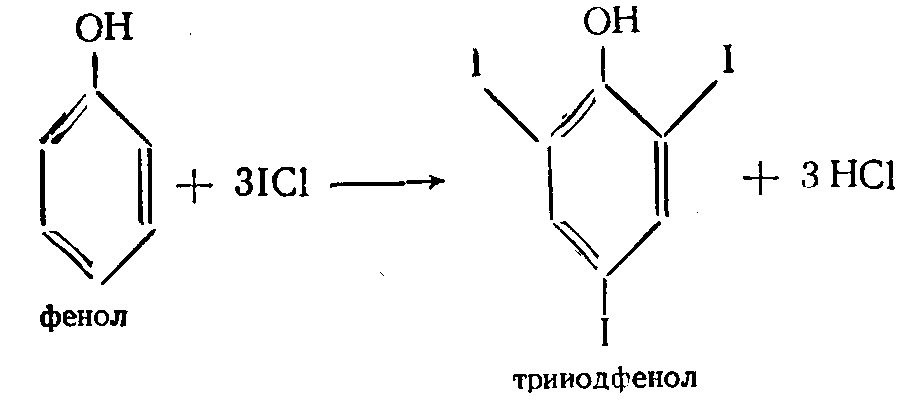 OH
OH
I
I
+ 3ICl
+ 3 HCl
I
фенол
трииодфенол